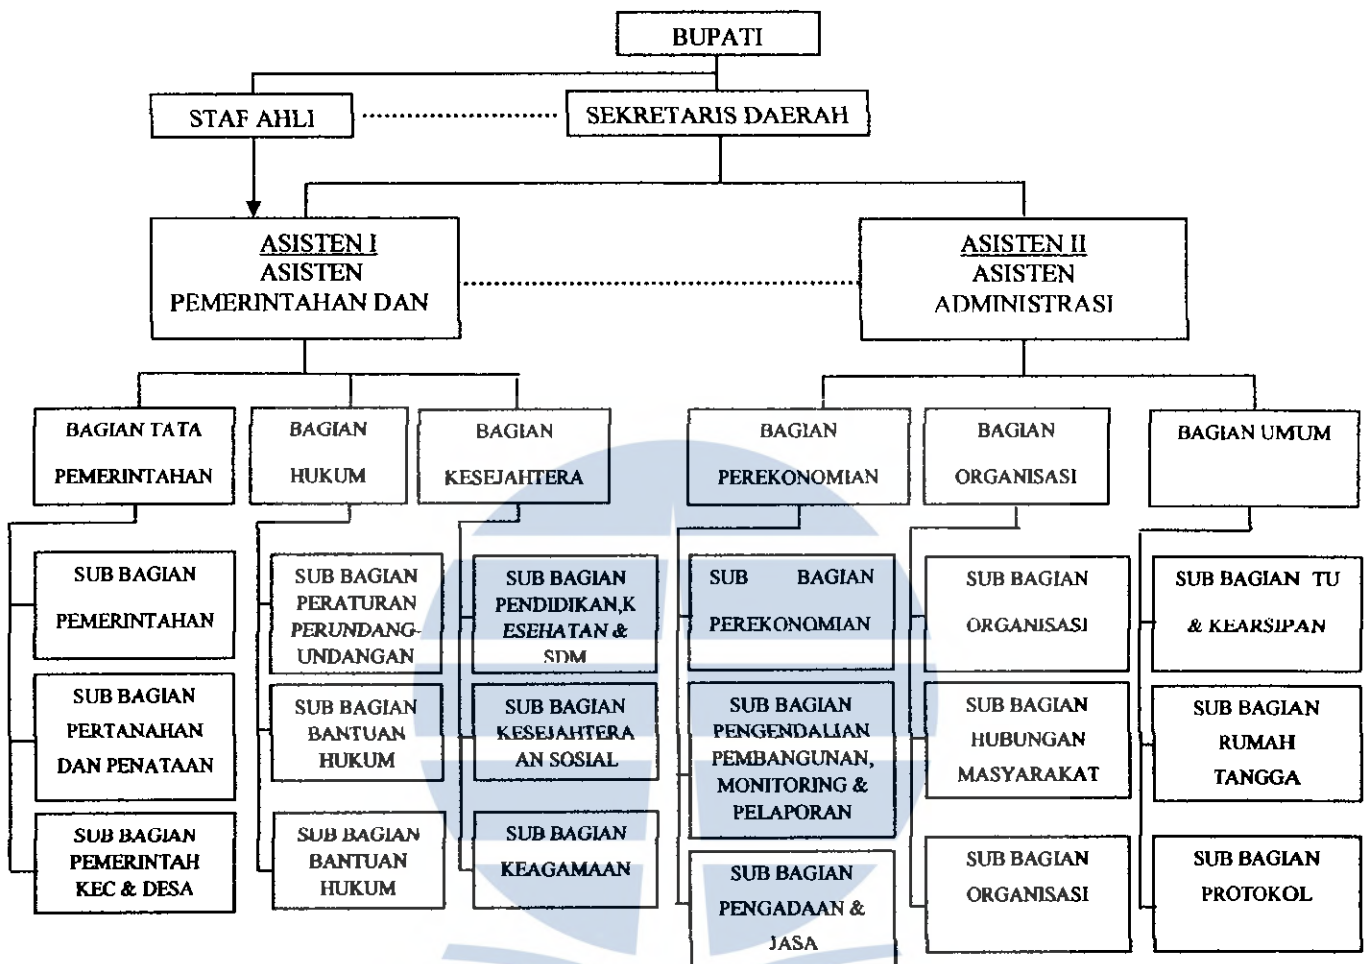 BUPATI
STAF AHLI
SEKRETARIS DAERAH
ASISTEN I
ASISTEN
PEMERINTAHAN DAN
ASISTEN II
ASISTEN
ADMINISTRASI
BAGIAN TATA
PEMERINTAHAN
BAGIAN
HUKUM
BAGIAN
KESEJAHTERA
BAGIAN
PEREKONOMIAN
BAGIAN
ORGANISASI
BAGIAN UMUM
SUB BAGIAN
PEMERINTAHAN
SUB BAGIAN
PERATURAN
PERUNDANG-
UNDANGAN
SUB BAGIAN
PENDIDIKAN,K
ESEHATAN &
SDM
SUB BAGIAN
PEREKONOMIAN
SUB BAGIAN
ORGANISASI
SUB BAGIAN TU
& KEARSIPAN
SUB BAGIAN
PERTANAHAN
DAN PENATAAN
SUB BAGIAN
BANTUAN
HUKUM
SUB BAGIAN
KESEJAHTERA
AN SOSIAL
SUB BAGIAN
PENGENDALIAN
PEMBANGUNAN,
MONITORING &
PELAPORAN
SUB BAGIAN
HUBUNGAN
MASYARAKAT
SUB BAGIAN
RUMAH
TANGGA
SUB BAGIAN
PEMERINTAH
KEC & DESA
SUB BAGIAN
BANTUAN
HUKUM
SUB BAGIAN
KEAGAMAAN
SUB BAGIAN
PENGADAAN &
JASA
SUB BAGIAN
ORGANISASI
SUB BAGIAN
PROTOKOL